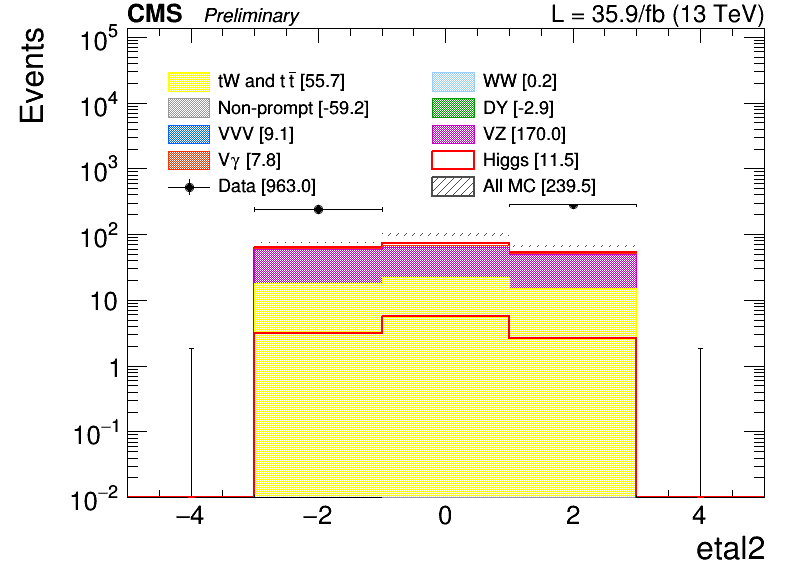 CMS Preliminary L = 35.9/fb (13 TeV)
Events
10⁵
10⁴
10³
10²
10
1
10⁻¹
10⁻²
tW and t t̅ [55.7]
WW [0.2]
Non-prompt [-59.2]
DY [-2.9]
VVV [9.1]
VZ [170.0]
Vγ [7.8]
Higgs [11.5]
Data [963.0]
All MC [239.5]
−4 −2 0 2 4
etal2